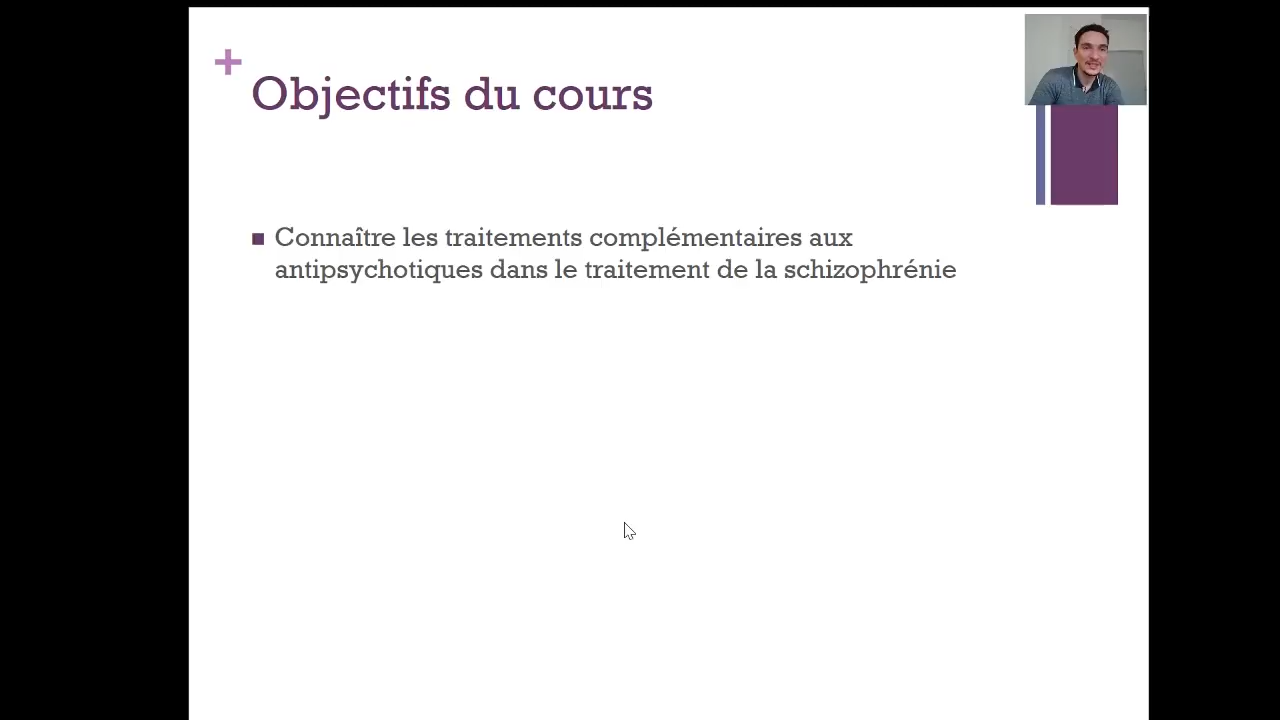 Objectifs du cours
Connaître les traitements complémentaires aux
antipsychotiques dans le traitement de la schizophrénie